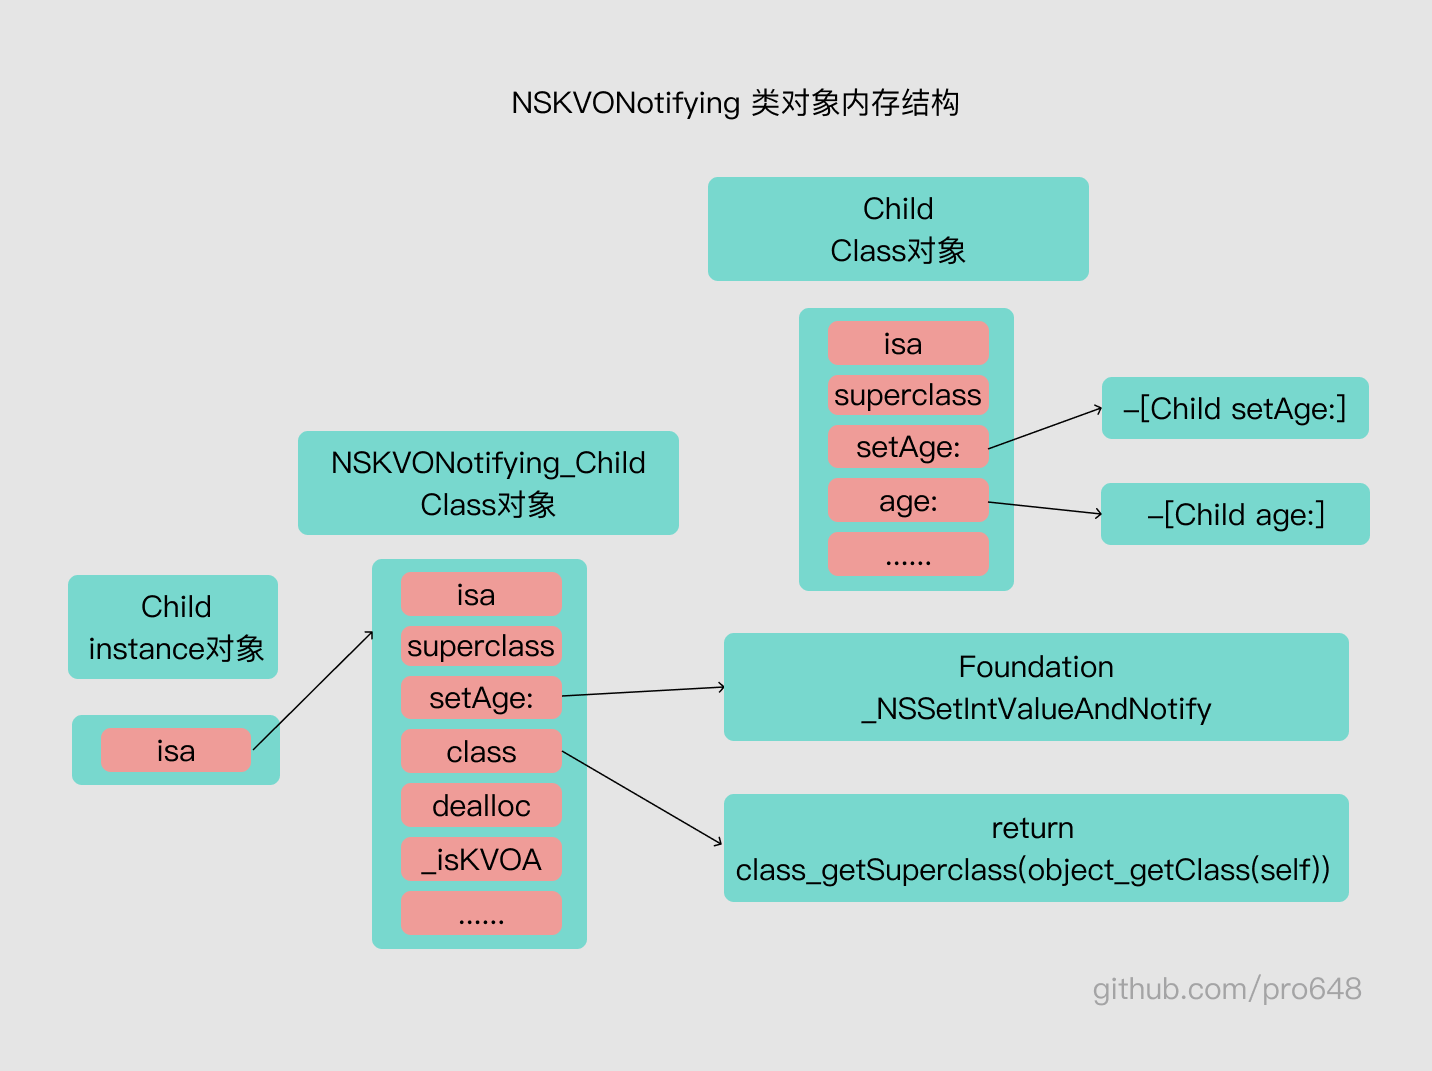 NSKVONotifying 类对象内存结构
Child
Class对象
isa
superclass
setAge:
age:
......
–[Child setAge:]
–[Child age:]
NSKVONotifying_Child
Class对象
isa
superclass
setAge:
class
dealloc
_isKVOA
......
Child
instance对象
isa
Foundation
_NSSetIntValueAndNotify
return
class_getSuperclass(object_getClass(self))
github.com/pro648